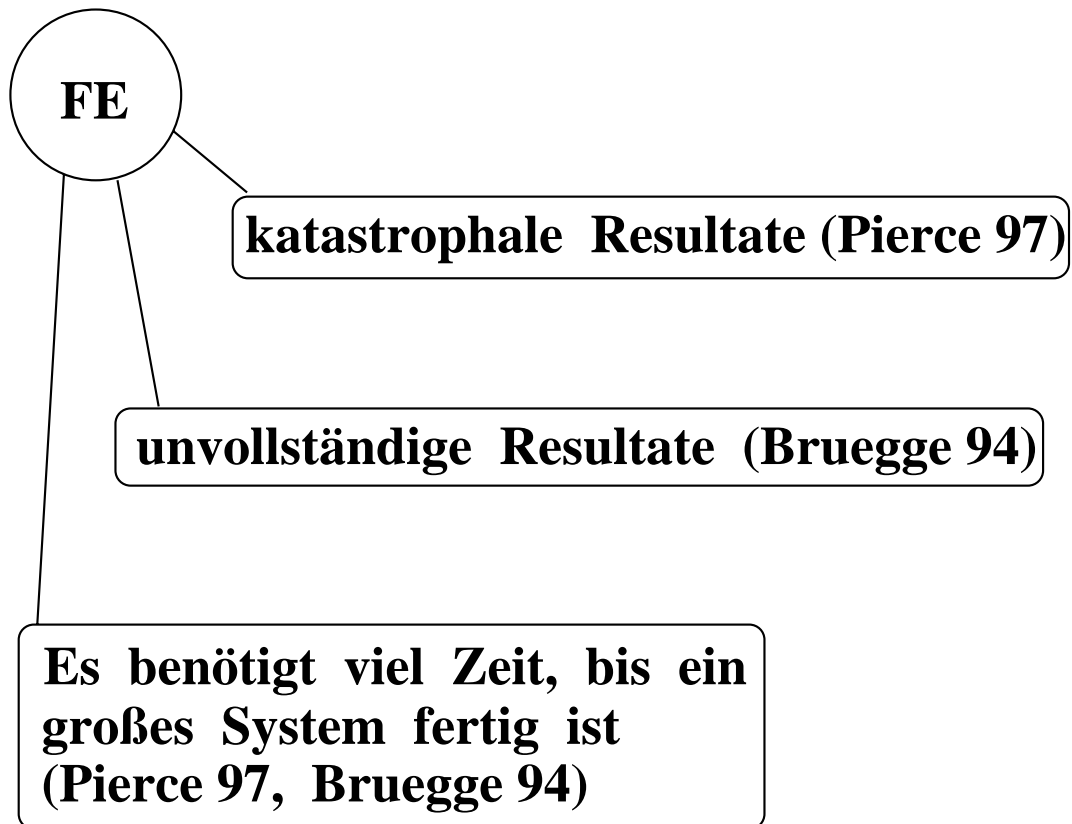 FE
katastrophale Resultate (Pierce 97)
unvollständige Resultate (Bruegge 94)
Es benötigt viel Zeit, bis ein
großes System fertig ist
(Pierce 97, Bruegge 94)